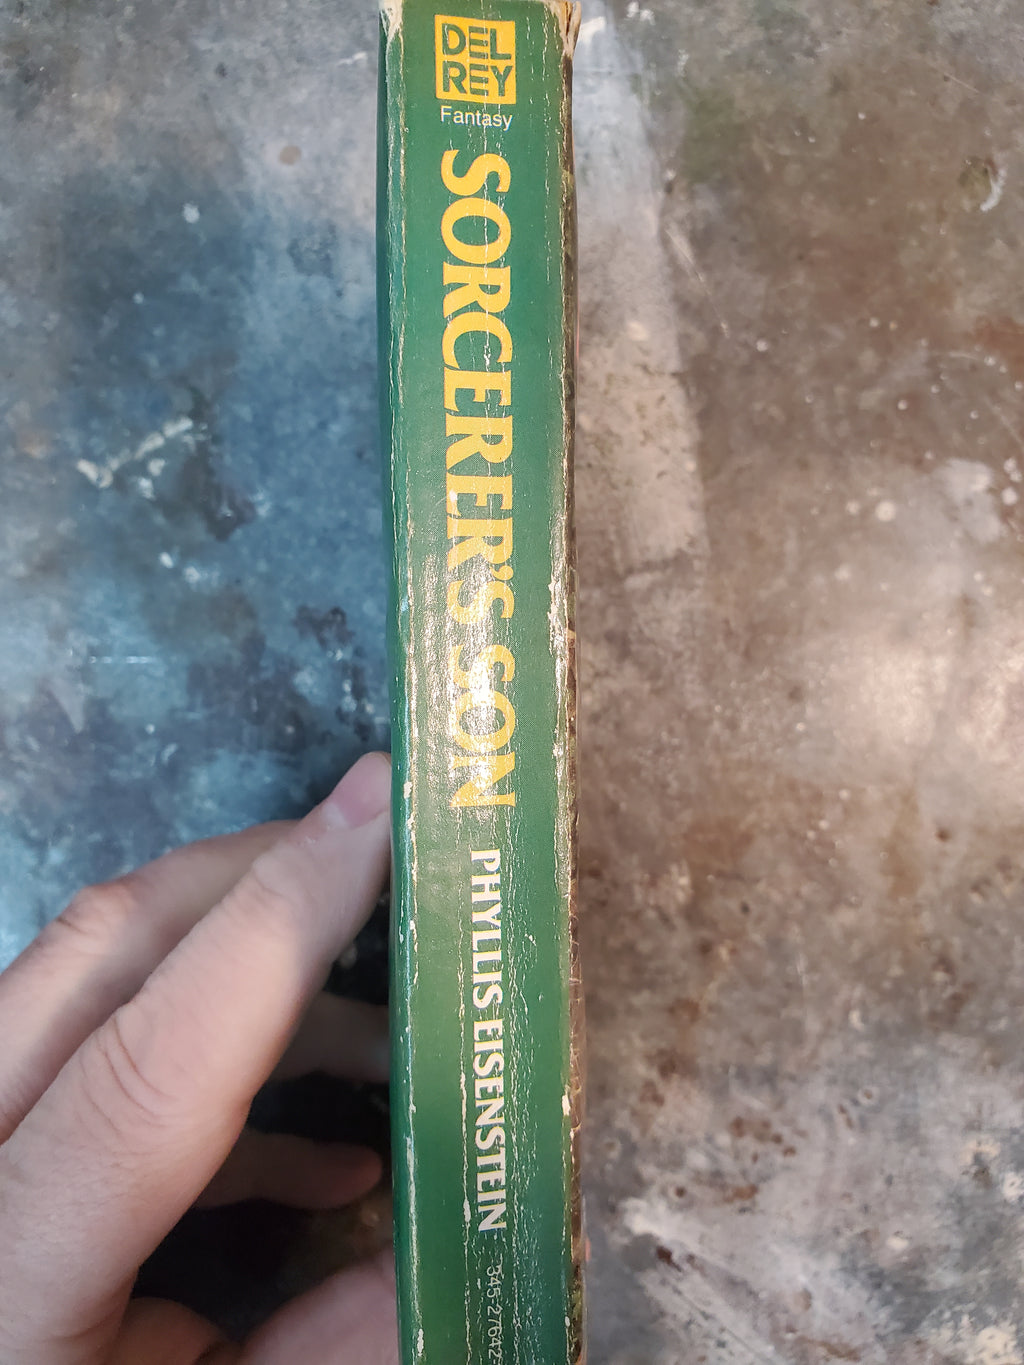 DEL
REY
Fantasy
SORCERER'S SON
PHYLLIS EISENSTEIN
345-27642-